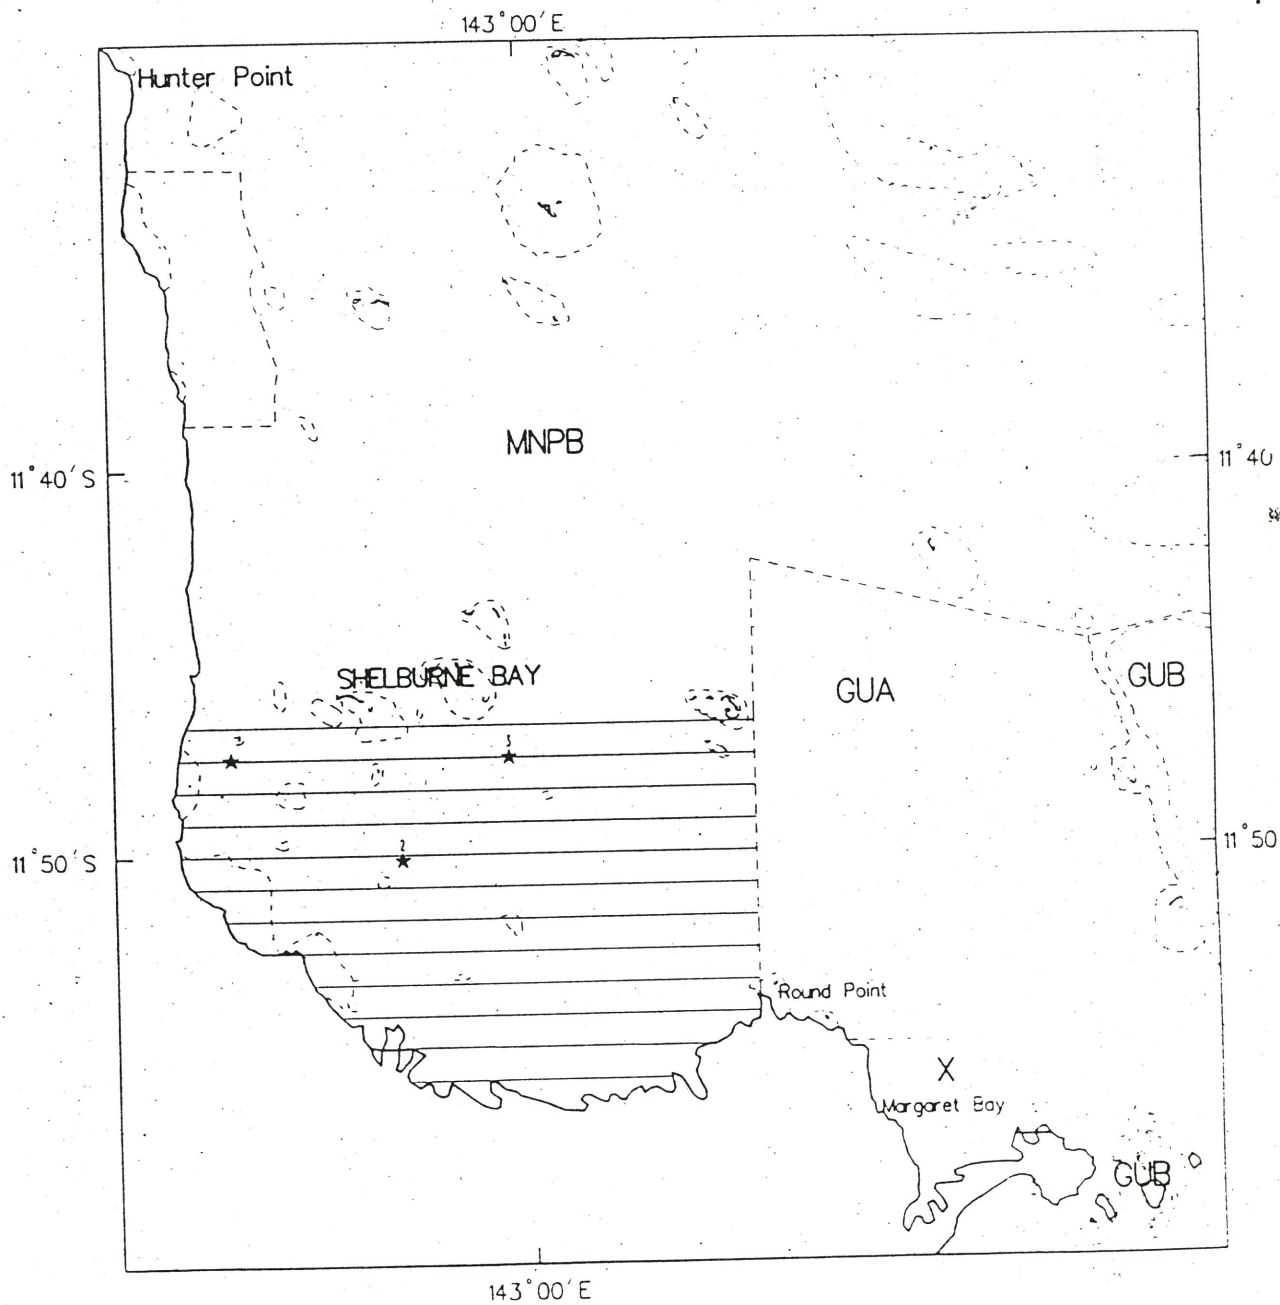 143°00'E
Hunter Point
MNPB
11°40'S
11°40
SHELBURNE BAY
GUA
GUB
2
11°50'S
11°50
Round Point
X
Margaret Bay
GUB
143°00'E